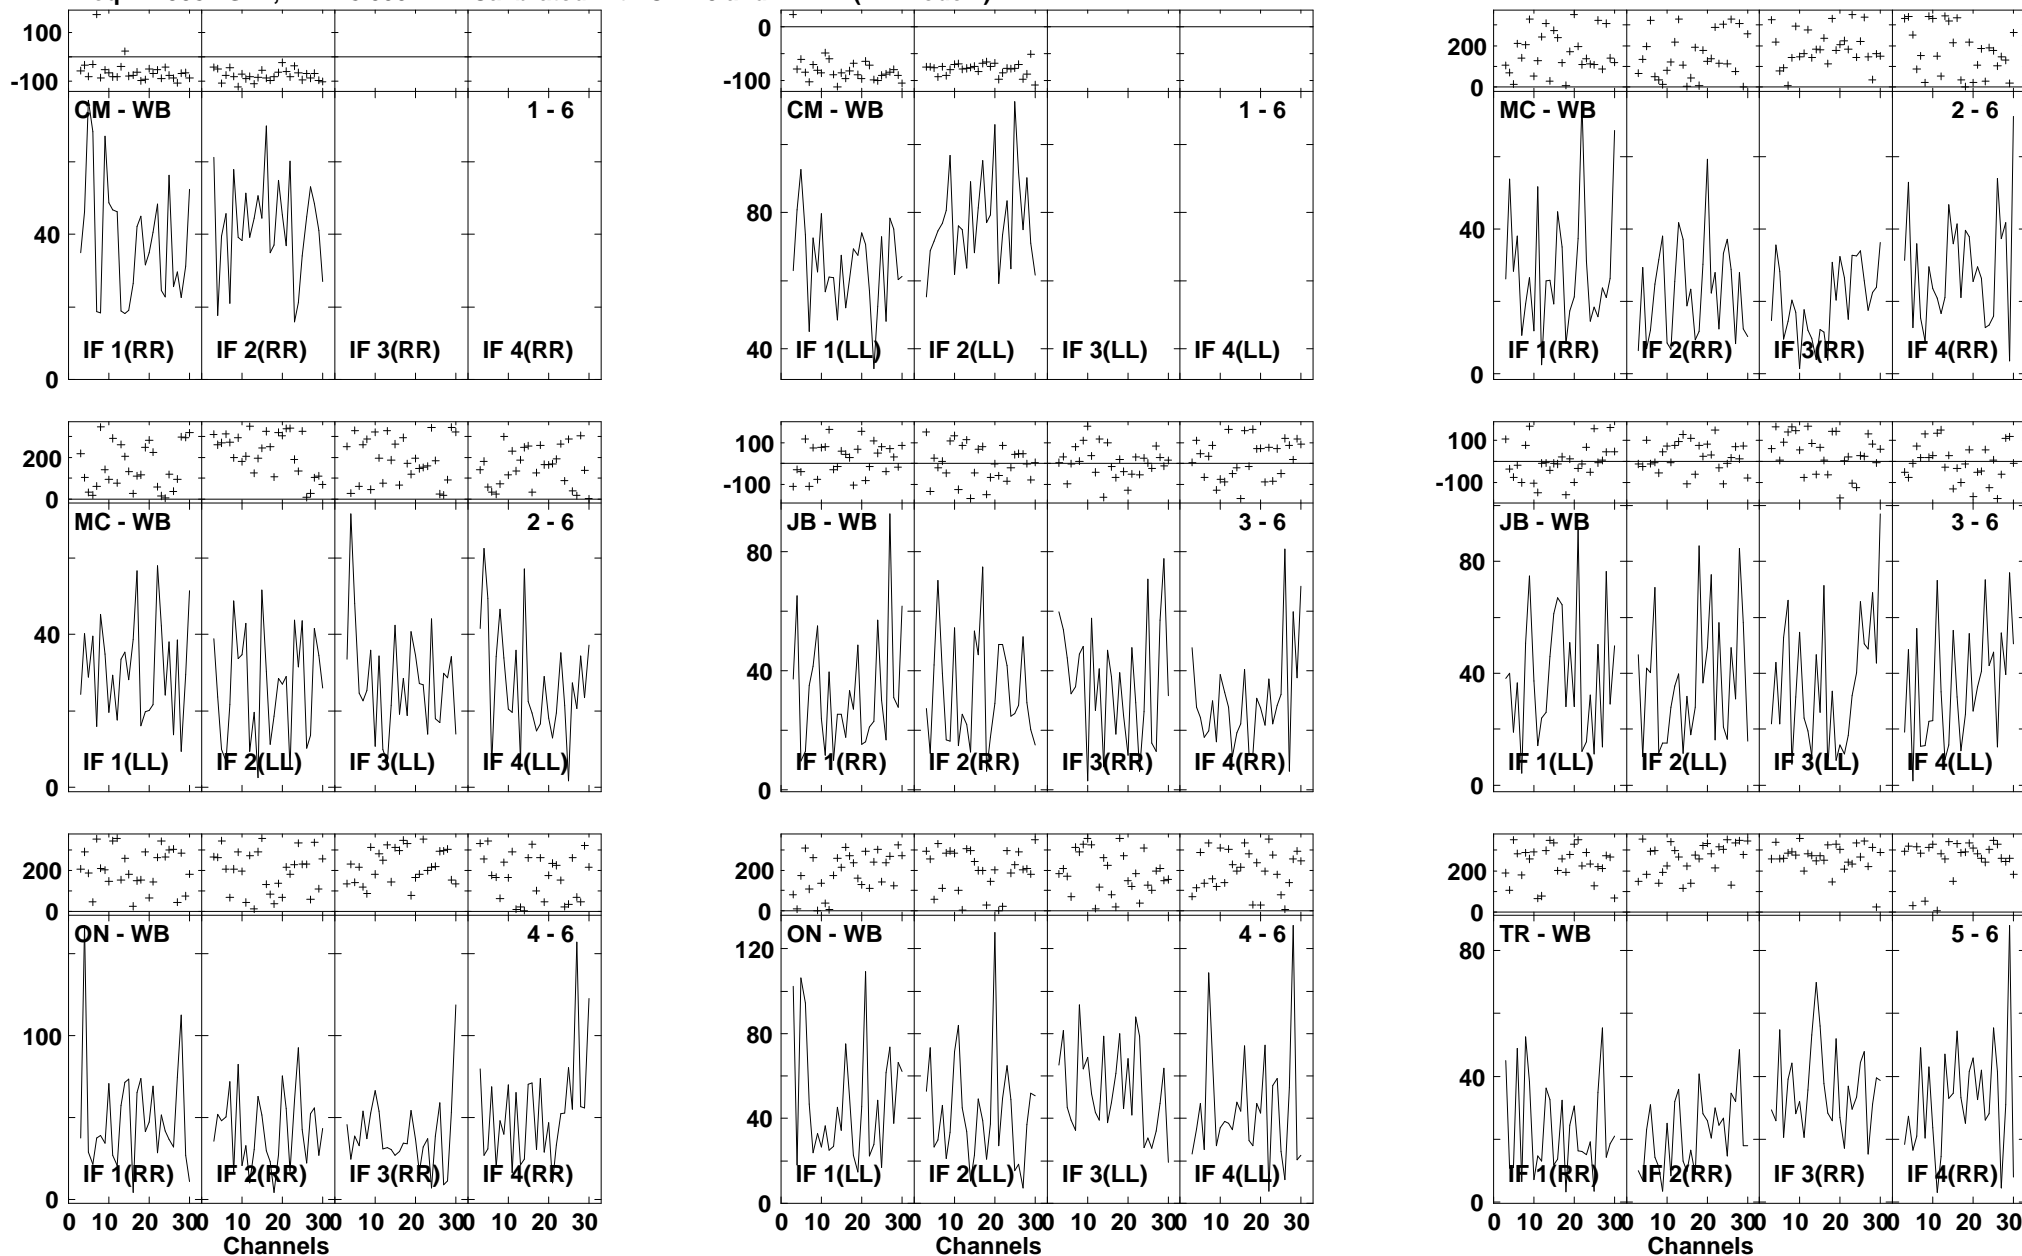 100
-100
CM - WB 1 - 6
40
0
IF 1(RR) IF 2(RR) IF 3(RR) IF 4(RR)
0
-100
CM - WB 1 - 6
80
40
IF 1(LL) IF 2(LL) IF 3(LL) IF 4(LL)
200
0
MC - WB 2 - 6
40
0
IF 1(RR) IF 2(RR) IF 3(RR) IF 4(RR)
200
0
MC - WB 2 - 6
40
0
IF 1(LL) IF 2(LL) IF 3(LL) IF 4(LL)
100
-100
JB - WB 3 - 6
80
40
0
IF 1(RR) IF 2(RR) IF 3(RR) IF 4(RR)
100
-100
JB - WB 3 - 6
80
40
0
IF 1(LL) IF 2(LL) IF 3(LL) IF 4(LL)
200
0
ON - WB 4 - 6
100
0
IF 1(RR) IF 2(RR) IF 3(RR) IF 4(RR)
0 10 20 30 0 10 20 30 0 10 20 30 0 10 20 30
Channels
200
0
ON - WB 4 - 6
120
80
40
0
IF 1(LL) IF 2(LL) IF 3(LL) IF 4(LL)
0 10 20 30 0 10 20 30 0 10 20 30 0 10 20 30
Channels
200
0
TR - WB 5 - 6
80
40
0
IF 1(RR) IF 2(RR) IF 3(RR) IF 4(RR)
0 10 20 30 0 10 20 30 0 10 20 30 0 10 20 30
Channels